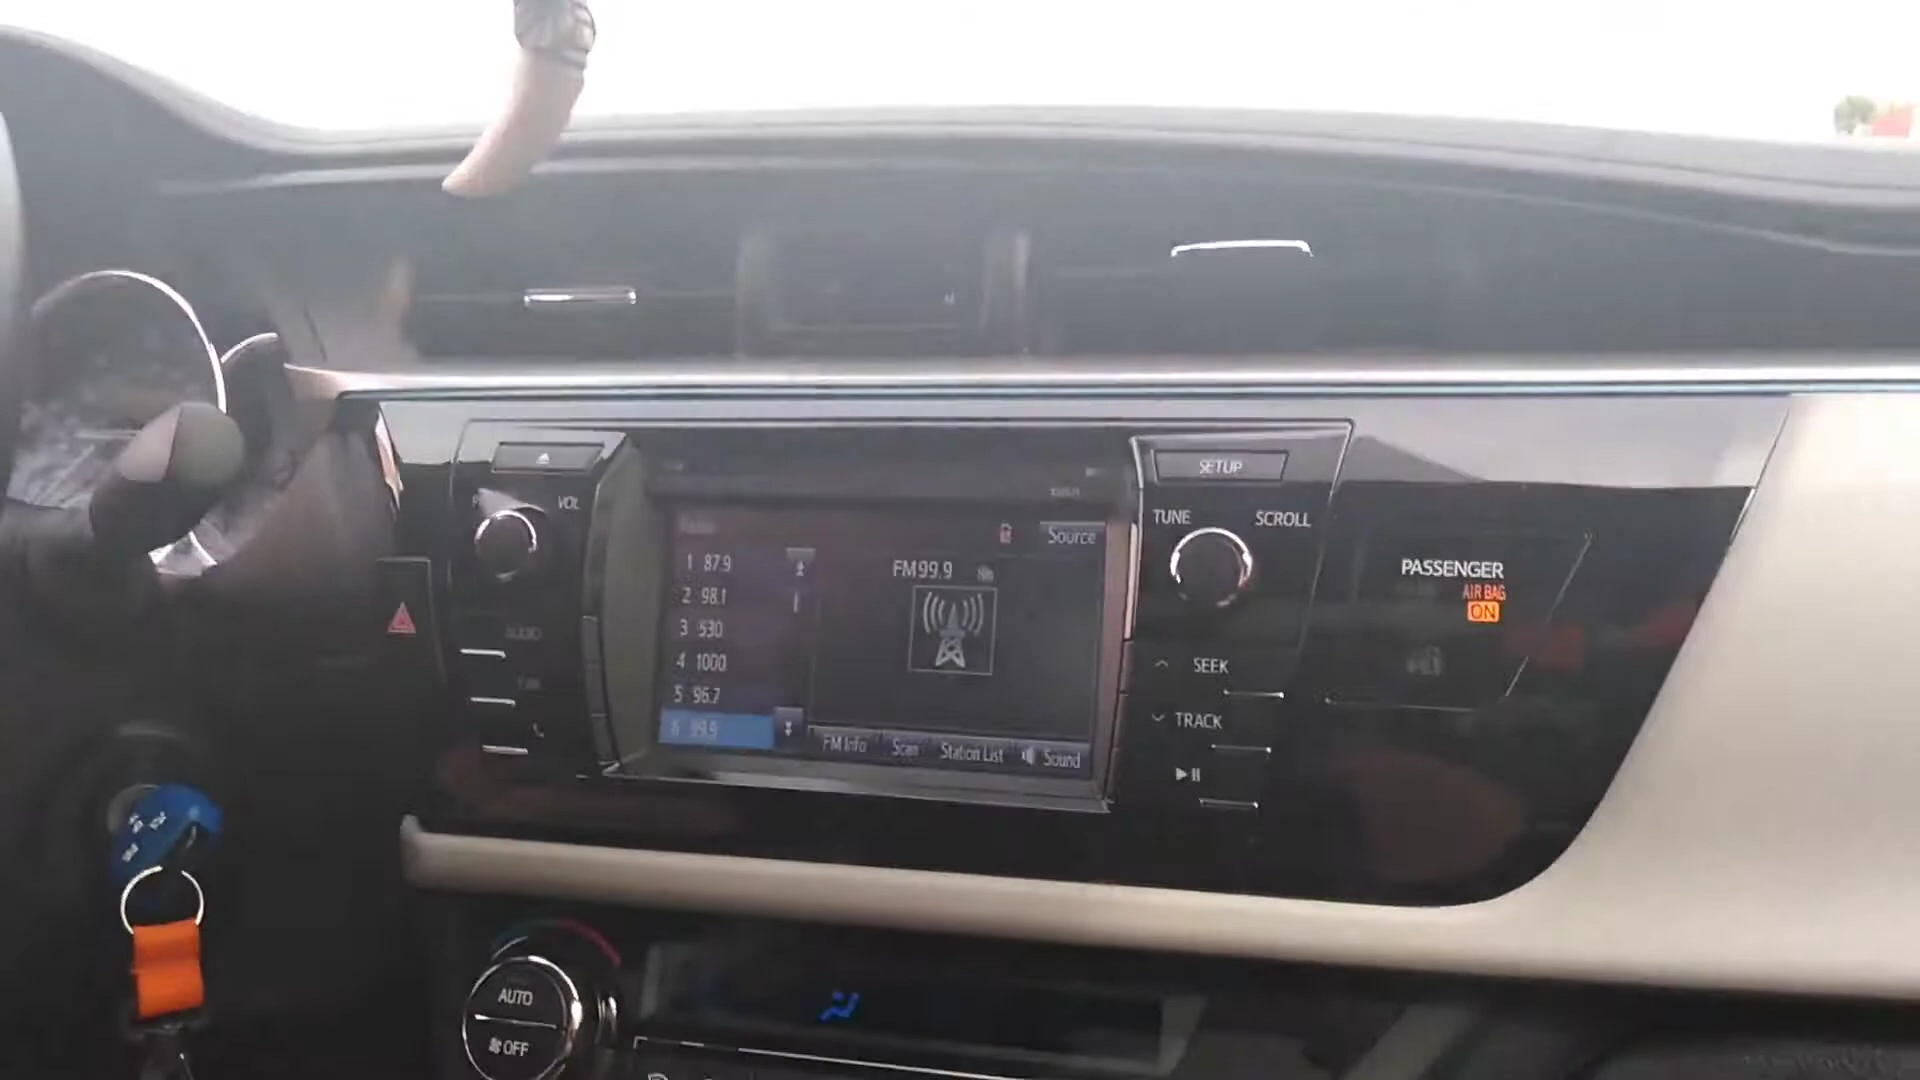 SETUP
VOL
TUNE SCROLL
Source
1 87.9
FM99.9
2 98.1
3 530
4 1000
5 96.7
6 99.9
FM Info Scan Station List Sound
PASSENGER
AIR BAG
ON
AUDIO
SEEK
TRACK
AUTO
OFF